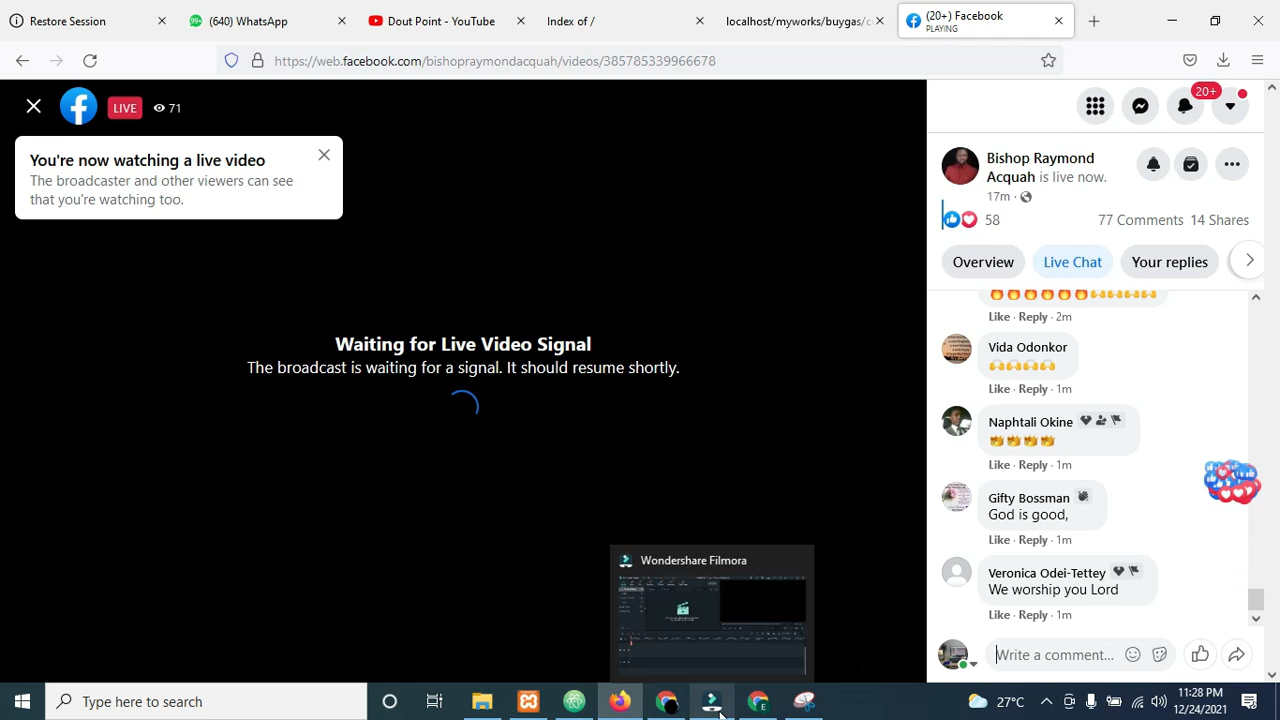 Restore Session
(640) WhatsApp
Dout Point - YouTube
Index of /
localhost/myworks/buygas/c
(20+) Facebook
PLAYING
https://web.facebook.com/bishopraymondacquah/videos/385785339966678
LIVE
71
You're now watching a live video
The broadcaster and other viewers can see
that you're watching too.
Waiting for Live Video Signal
The broadcast is waiting for a signal. It should resume shortly.
20+
Bishop Raymond
Acquah is live now.
17m
58
77 Comments 14 Shares
Overview
Live Chat
Your replies
Like · Reply · 2m
Vida Odonkor
Like · Reply · 1m
Naphtali Okine
Like · Reply · 1m
Gifty Bossman
God is good,
Like · Reply · 1m
Veronica Odei-Tettey
We worship you Lord
Like · Reply · 1m
Write a comment...
Wondershare Filmora
Type here to search
27°C
11:28 PM
12/24/2021